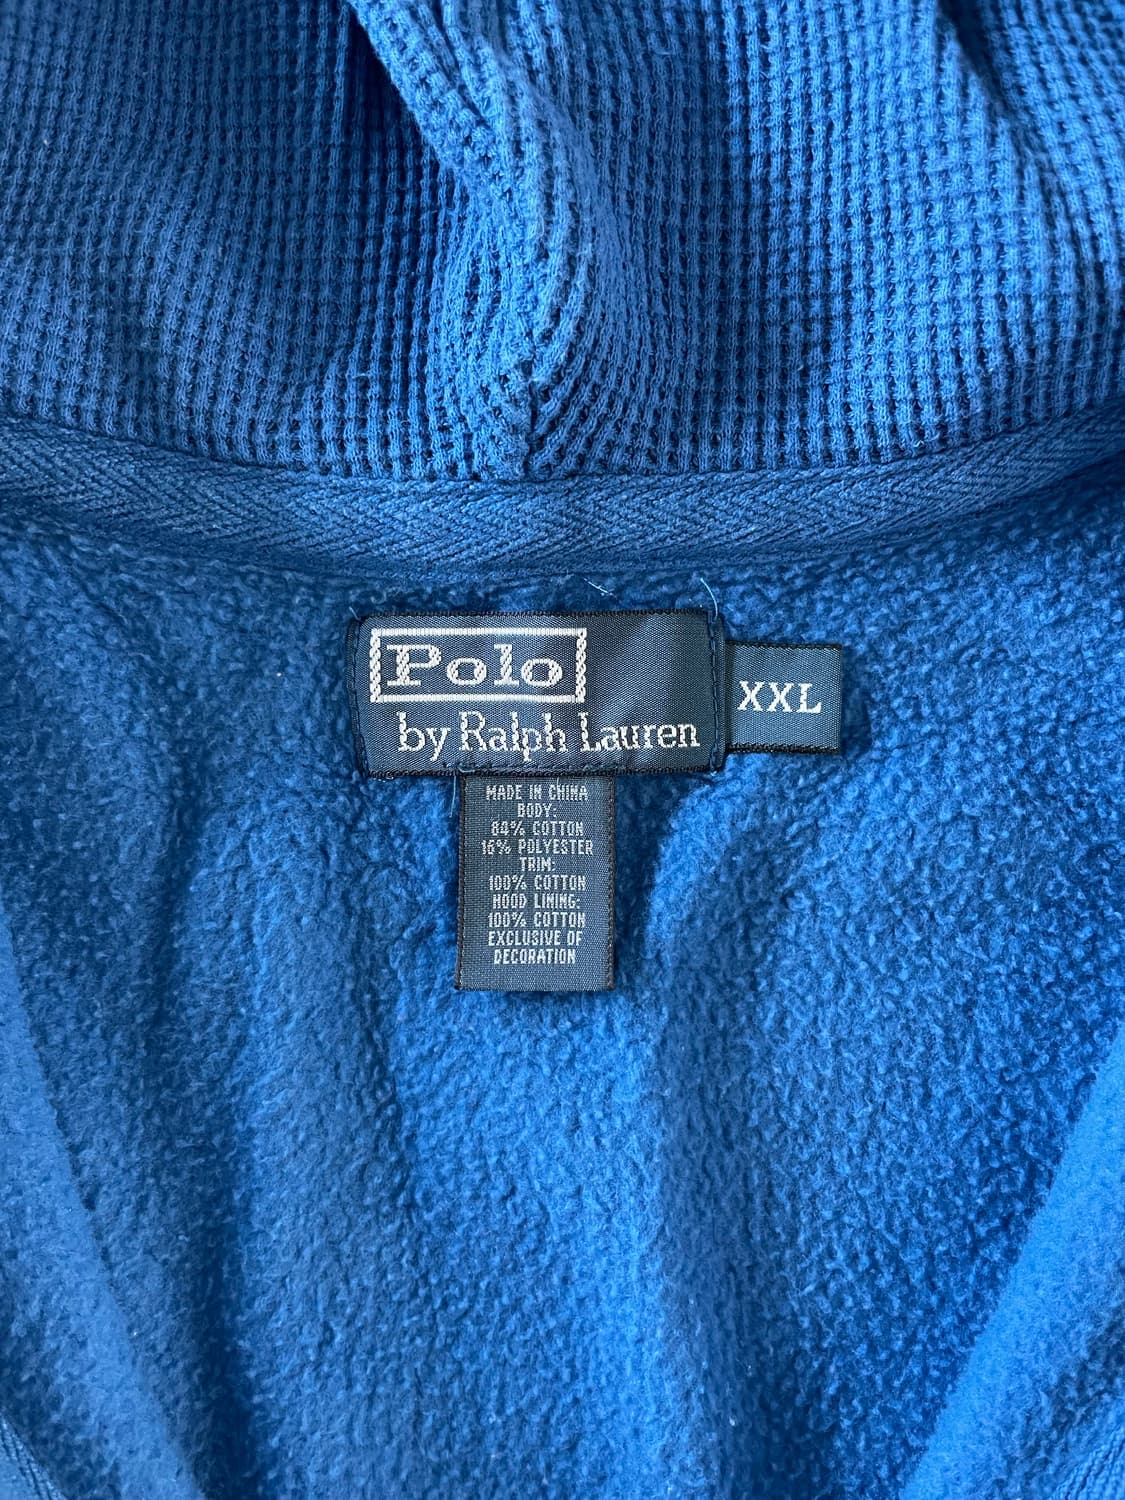 Polo
by Ralph Lauren
XXL
MADE IN CHINA
BODY:
84% COTTON
16% POLYESTER
TRIM:
100% COTTON
HOOD LINING:
100% COTTON
EXCLUSIVE OF
DECORATION